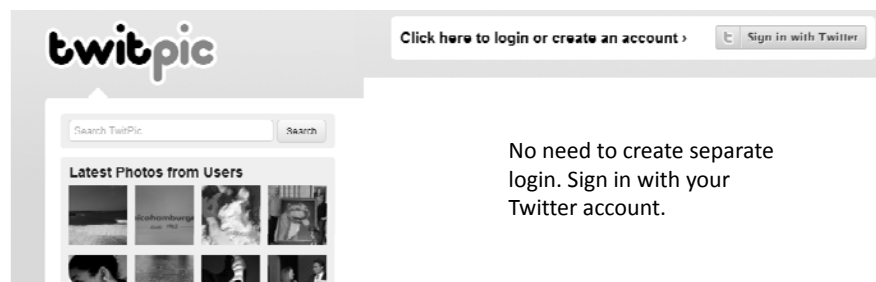 twitpic
Click here to login or create an account ›
Sign in with Twitter
Search TwitPic
Search
No need to create separate
login. Sign in with your
Twitter account.
Latest Photos from Users